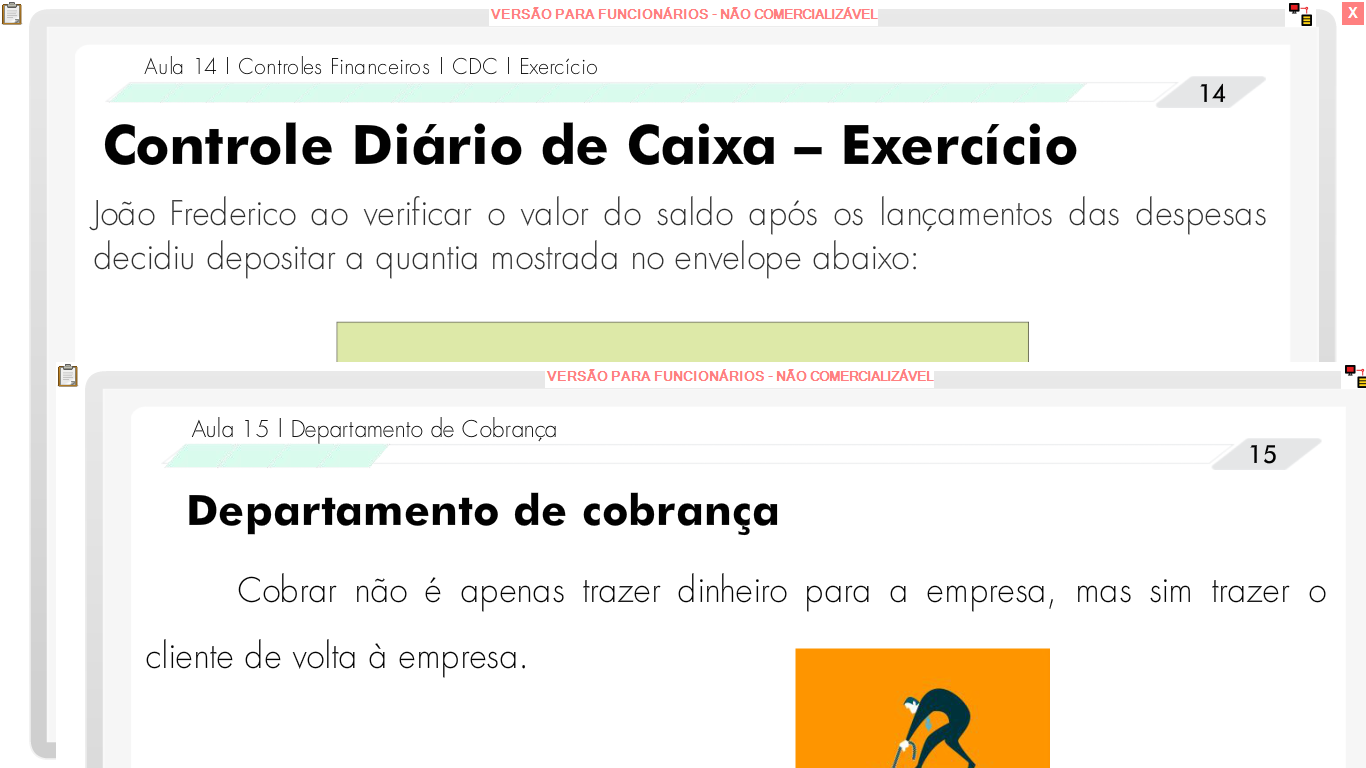 VERSÃO PARA FUNCIONÁRIOS - NÃO COMERCIALIZÁVEL
X
Aula 14 | Controles Financeiros | CDC | Exercício
14
Controle Diário de Caixa – Exercício
João Frederico ao verificar o valor do saldo após os lançamentos das despesas
decidiu depositar a quantia mostrada no envelope abaixo:
VERSÃO PARA FUNCIONÁRIOS - NÃO COMERCIALIZÁVEL
Aula 15 | Departamento de Cobrança
15
Departamento de cobrança
Cobrar não é apenas trazer dinheiro para a empresa, mas sim trazer o
cliente de volta à empresa.